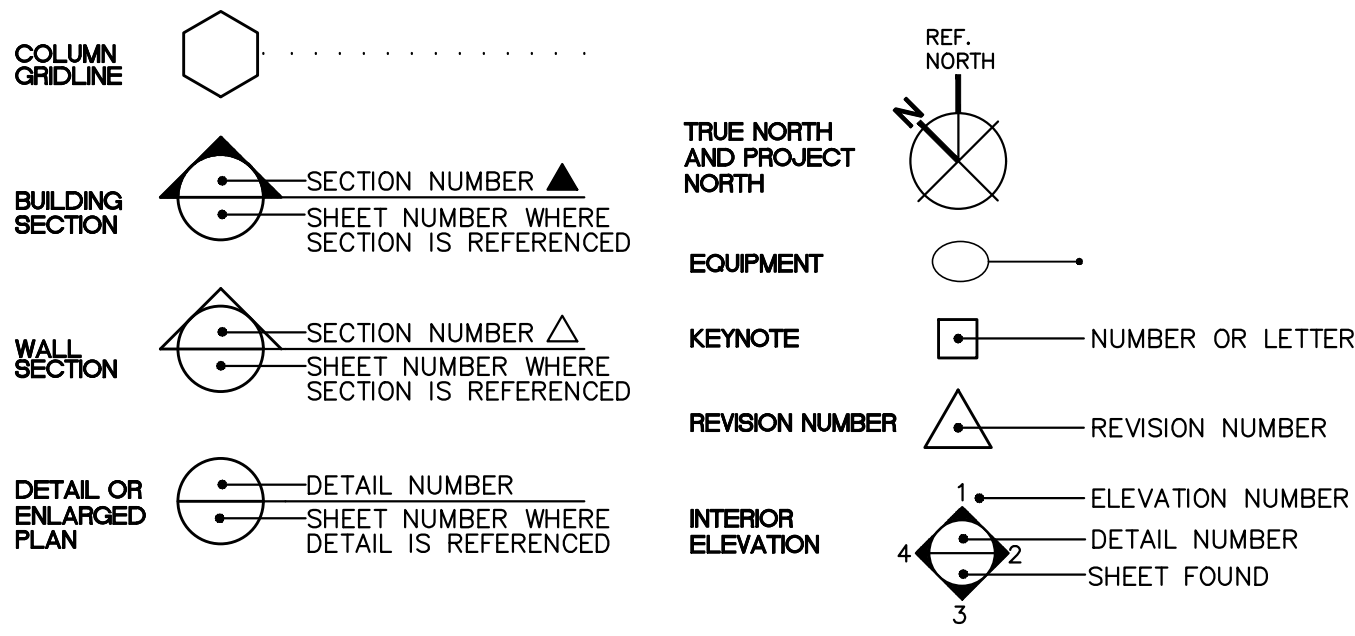 COLUMN
GRIDLINE
BUILDING
SECTION
SECTION NUMBER
SHEET NUMBER WHERE
SECTION IS REFERENCED
WALL
SECTION
SECTION NUMBER
SHEET NUMBER WHERE
SECTION IS REFERENCED
DETAIL OR
ENLARGED
PLAN
DETAIL NUMBER
SHEET NUMBER WHERE
DETAIL IS REFERENCED
REF.
NORTH
N
TRUE NORTH
AND PROJECT
NORTH
EQUIPMENT
KEYNOTE
NUMBER OR LETTER
REVISION NUMBER
REVISION NUMBER
INTERIOR
ELEVATION
1
4
2
3
ELEVATION NUMBER
DETAIL NUMBER
SHEET FOUND